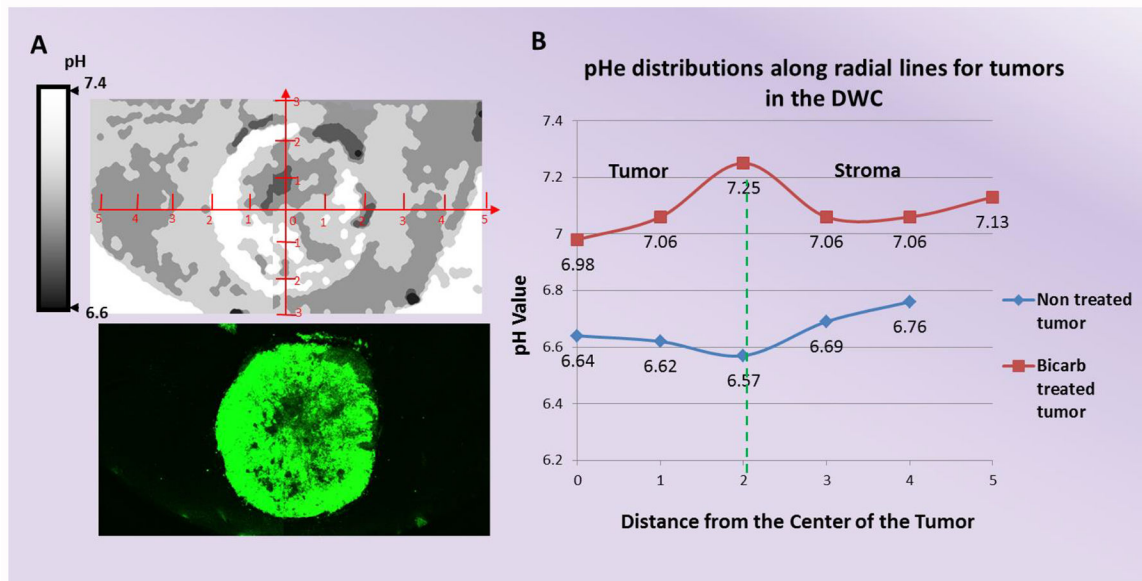 A
pH
7.4
6.6
3
2
1
5 4 3 2 1 0 1 2 3 4 5
1
2
3
B
pHe distributions along radial lines for tumors
in the DWC
pH Value
7.4
7.2
7
6.8
6.6
6.4
6.2
Tumor
Stroma
6.98
7.06
7.25
7.06
7.06
7.13
6.64
6.62
6.57
6.69
6.76
0 1 2 3 4 5
Distance from the Center of the Tumor
Non treated
tumor
Bicarb
treated
tumor